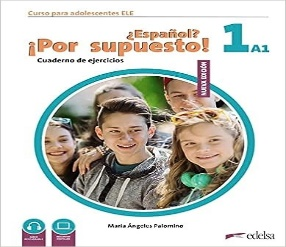 Curso para adolescentes ELE
¿Español?
¡Por supuesto!
1 A1
Cuaderno de ejercicios
NUEVA EDICIÓN
María Ángeles Palomino
edelsa